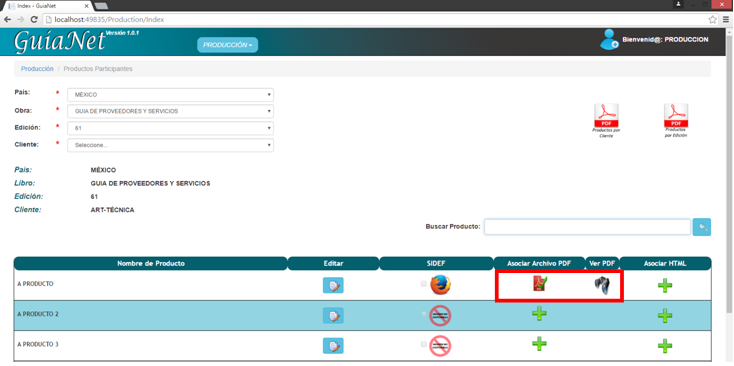 Index - GuiaNet
localhost:49835/Production/Index
GuíaNet Versión 1.0.1
PRODUCCIÓN
Bienvenid@: PRODUCCION
Producción / Productos Participantes
País: * MÉXICO
Obra: * GUIA DE PROVEEDORES Y SERVICIOS
Edición: * 61
Cliente: * Seleccione...
PDF
Productos por
Cliente
PDF
Productos
por Edición
País: MÉXICO
Libro: GUIA DE PROVEEDORES Y SERVICIOS
Edición: 61
Cliente: ART-TÉCNICA
Buscar Producto:
Nombre de Producto Editar SIDEF Asociar Archivo PDF Ver PDF Asociar HTML
A PRODUCTO
A PRODUCTO 2
A PRODUCTO 3